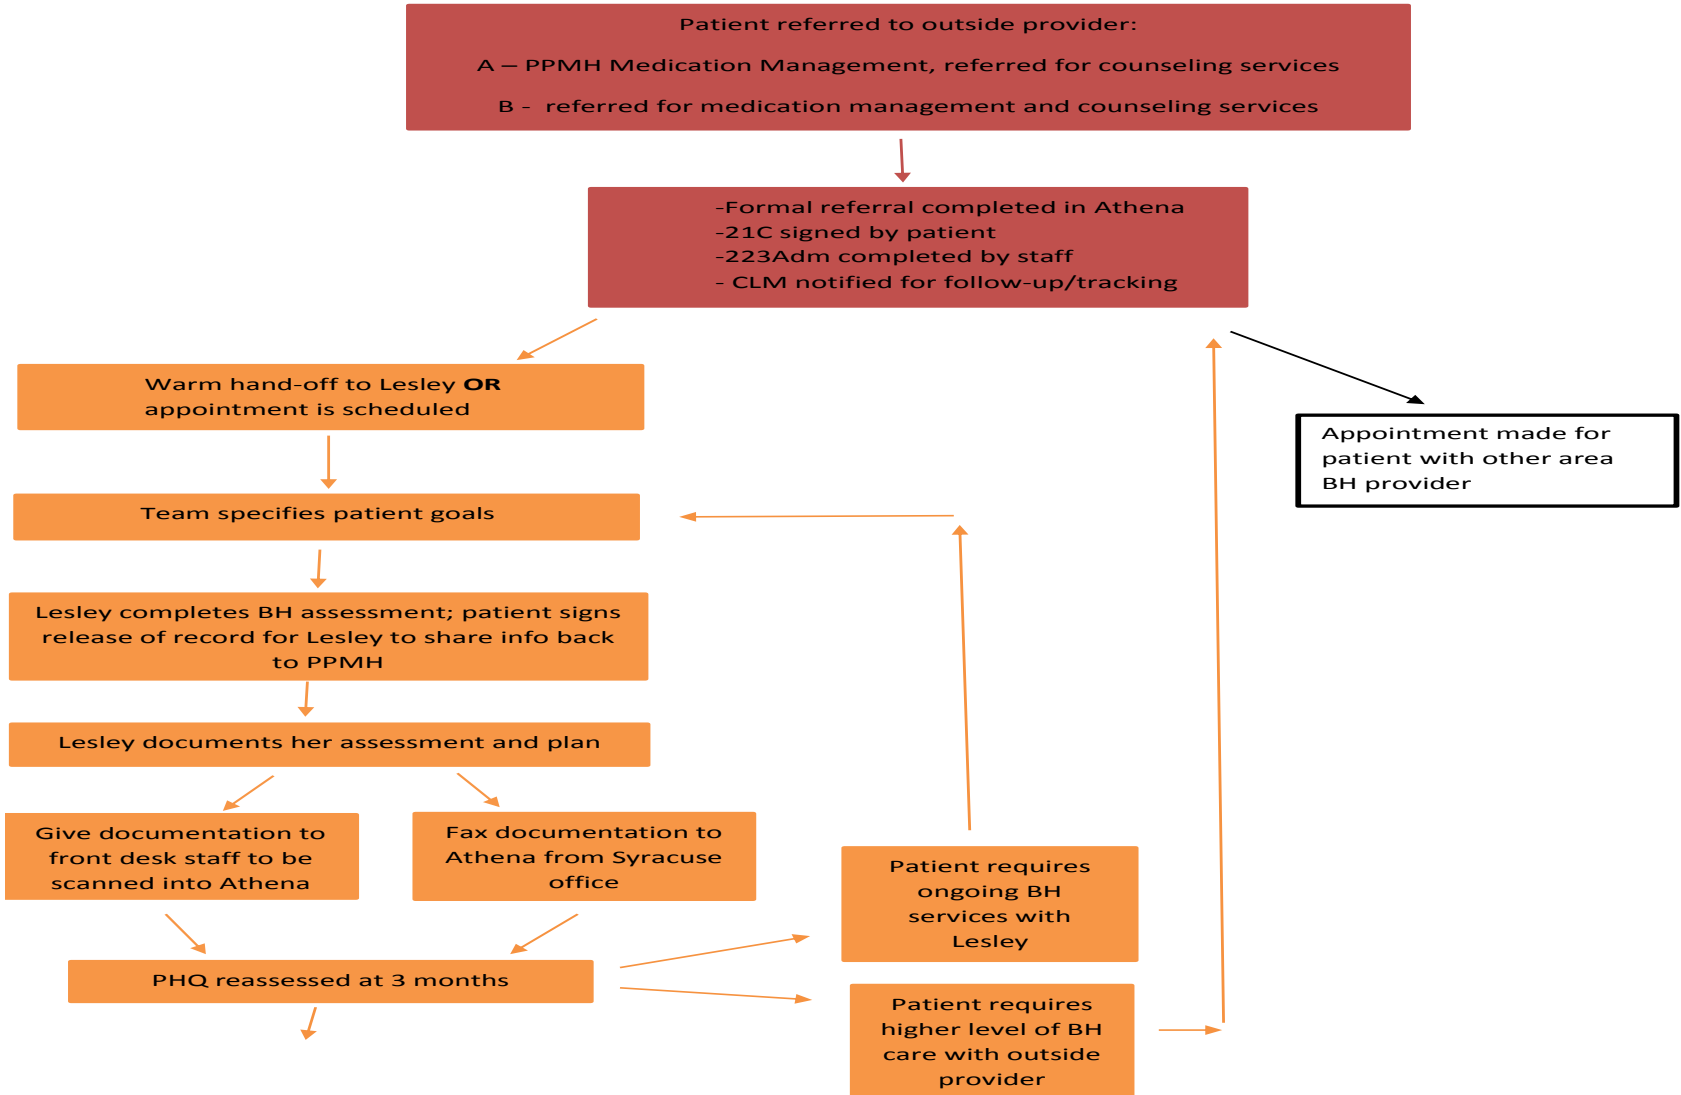 Patient referred to outside provider:
A – PPMH Medication Management, referred for counseling services
B -  referred for medication management and counseling services
-Formal referral completed in Athena
-21C signed by patient
-223Adm completed by staff
- CLM notified for follow-up/tracking
Warm hand-off to Lesley OR
appointment is scheduled
Appointment made for
patient with other area
BH provider
Team specifies patient goals
Lesley completes BH assessment; patient signs
release of record for Lesley to share info back
to PPMH
Lesley documents her assessment and plan
Give documentation to
front desk staff to be
scanned into Athena
Fax documentation to
Athena from Syracuse
office
Patient requires
ongoing BH
services with
Lesley
PHQ reassessed at 3 months
Patient requires
higher level of BH
care with outside
provider